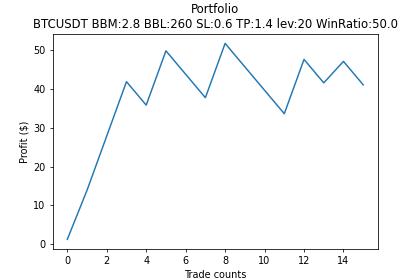 Portfolio
BTCUSDT BBM:2.8 BBL:260 SL:0.6 TP:1.4 lev:20 WinRatio:50.0
50
40
30
20
10
0
Profit ($)
0 2 4 6 8 10 12 14
Trade counts